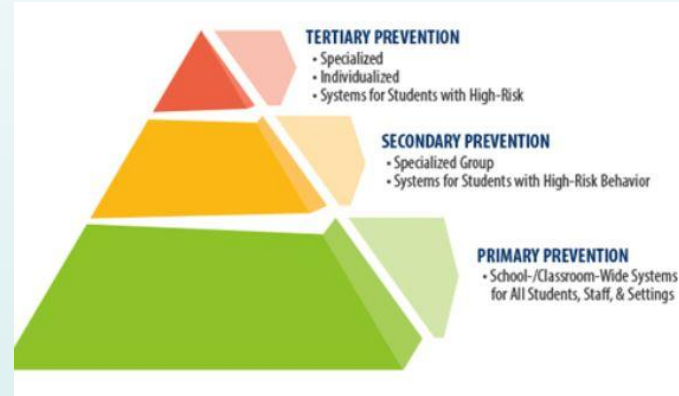 TERTIARY PREVENTION
• Specialized
• Individualized
• Systems for Students with High-Risk
SECONDARY PREVENTION
• Specialized Group
• Systems for Students with High-Risk Behavior
PRIMARY PREVENTION
• School-/Classroom-Wide Systems
for All Students, Staff, & Settings